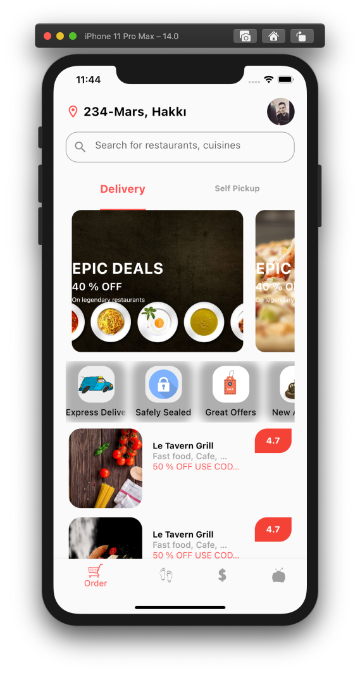 iPhone 11 Pro Max – 14.0
11:44
234-Mars, Hakkı
Search for restaurants, cuisines
Delivery
Self Pickup
EPIC DEALS
EPIC
40 % OFF
40 %
On legendary restaurants
On leg
Express Delive
Safely Sealed
Great Offers
New A
Le Tavern Grill
4.7
Fast food, Cafe, ...
50 % OFF USE COD...
Le Tavern Grill
4.7
Fast food, Cafe, ...
50 % OFF USE COD...
Order